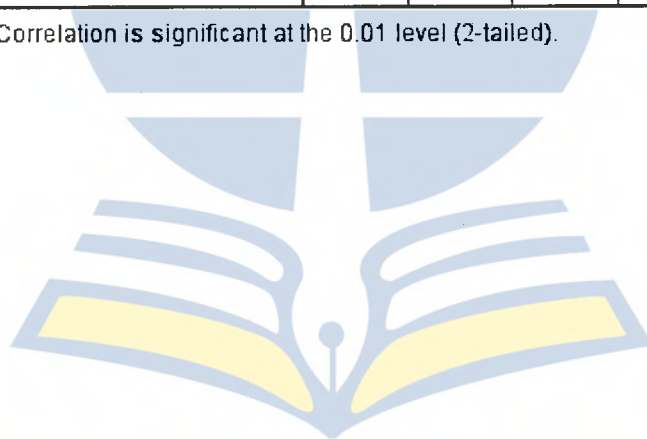 Correlation is significant at the 0.01 level (2-tailed).